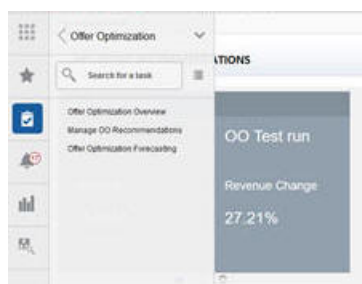 Offer Optimization
ATIONS
Search for a task
Offer Optimization Overview
Manage OO Recommendations
Offer Optimization Forecasting
OO Test run
Revenue Change
27.21%